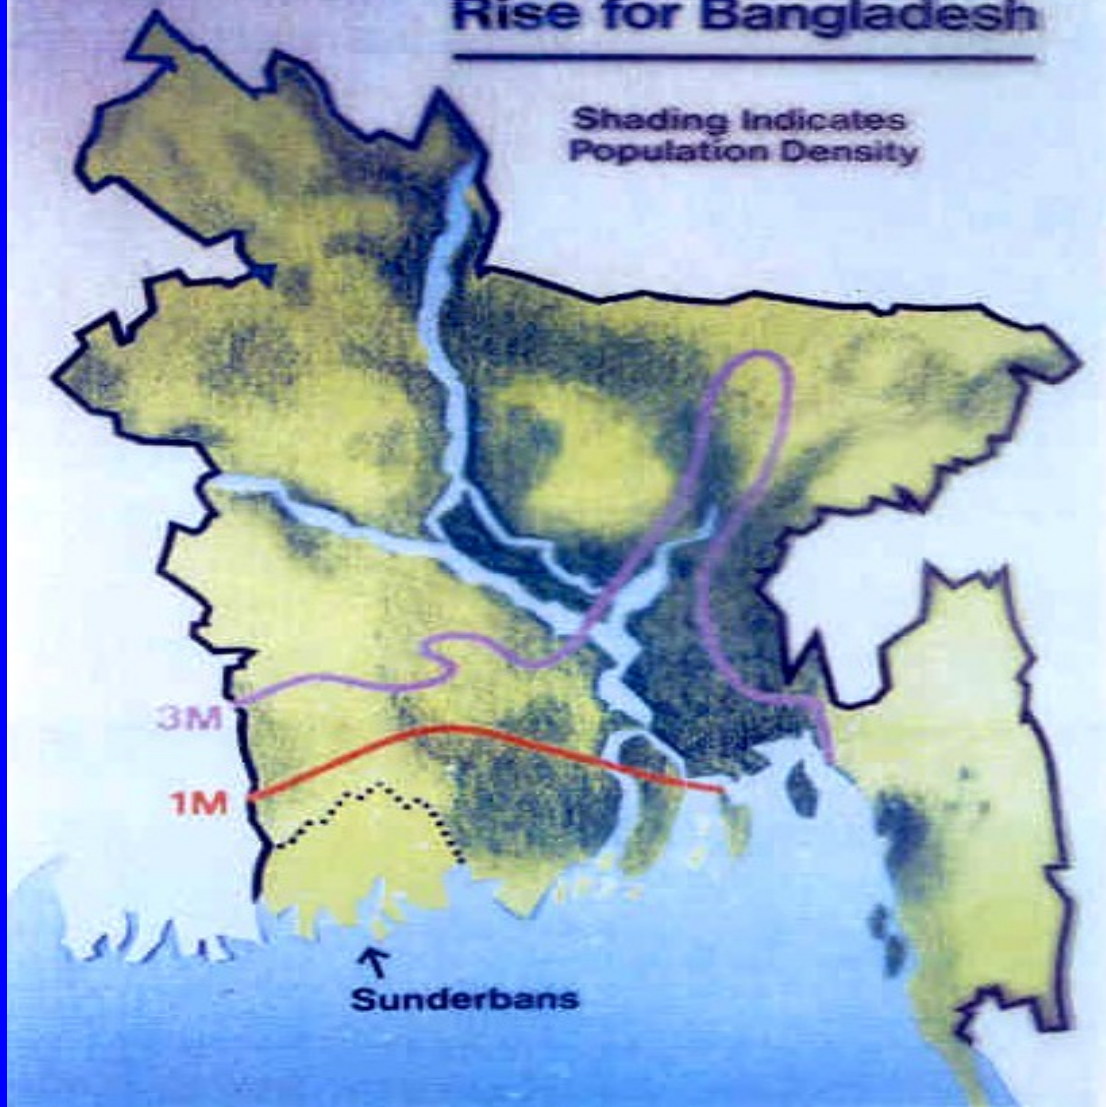 Rise for Bangladesh
Shading Indicates
Population Density
3M
1M
Sunderbans